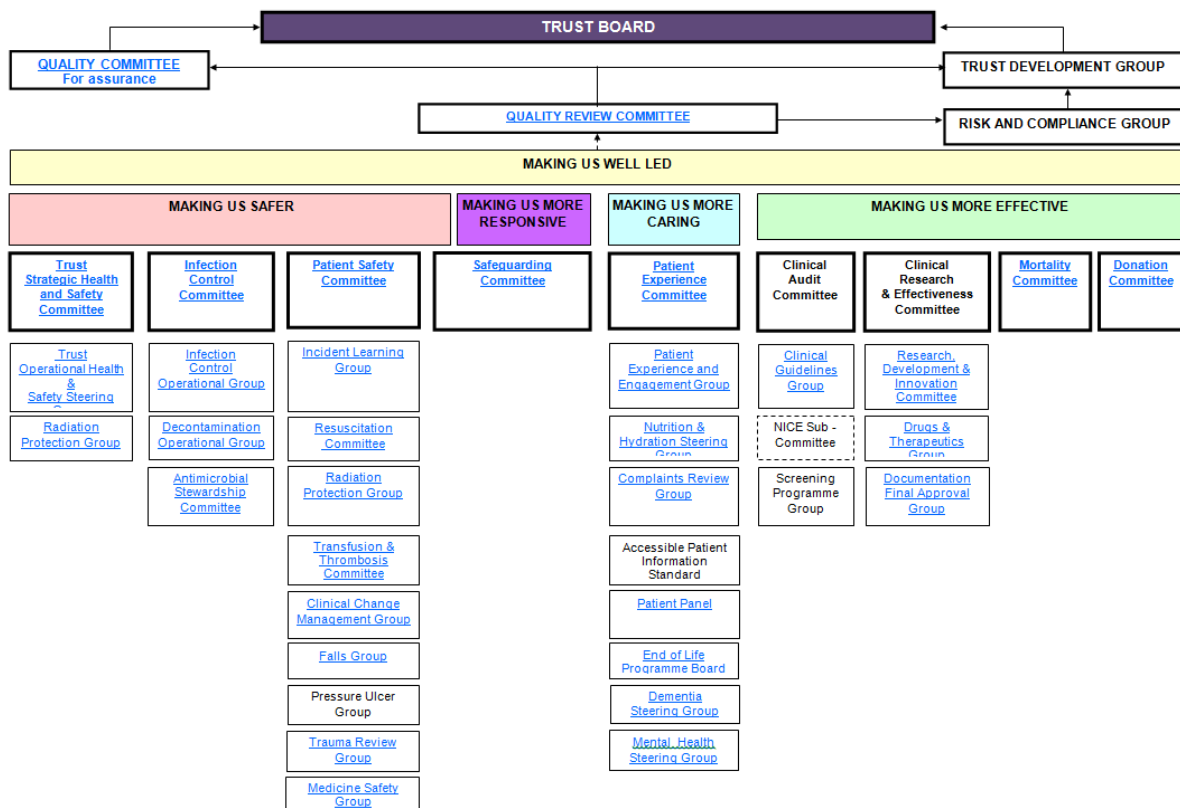 TRUST BOARD
QUALITY COMMITTEE
For assurance
TRUST DEVELOPMENT GROUP
QUALITY REVIEW COMMITTEE
RISK AND COMPLIANCE GROUP
MAKING US WELL LED
MAKING US SAFER
MAKING US MORE
RESPONSIVE
MAKING US MORE
CARING
MAKING US MORE EFFECTIVE
Trust
Strategic Health
and Safety
Committee
Infection
Control
Committee
Patient Safety
Committee
Safeguarding
Committee
Patient
Experience
Committee
Clinical
Audit
Committee
Clinical
Research
& Effectiveness
Committee
Mortality
Committee
Donation
Committee
Trust
Operational Health
&
Safety Steering
Radiation
Protection Group
Infection
Control
Operational Group
Decontamination
Operational Group
Antimicrobial
Stewardship
Committee
Incident Learning
Group
Resuscitation
Committee
Radiation
Protection Group
Transfusion &
Thrombosis
Committee
Clinical Change
Management Group
Falls Group
Pressure Ulcer
Group
Trauma Review
Group
Medicine Safety
Group
Patient
Experience and
Engagement Group
Nutrition &
Hydration Steering
Group
Complaints Review
Group
Accessible Patient
Information
Standard
Patient Panel
End of Life
Programme Board
Dementia
Steering Group
Mental Health
Steering Group
Clinical
Guidelines
Group
NICE Sub -
Committee
Screening
Programme
Group
Research,
Development &
Innovation
Committee
Drugs &
Therapeutics
Group
Documentation
Final Approval
Group